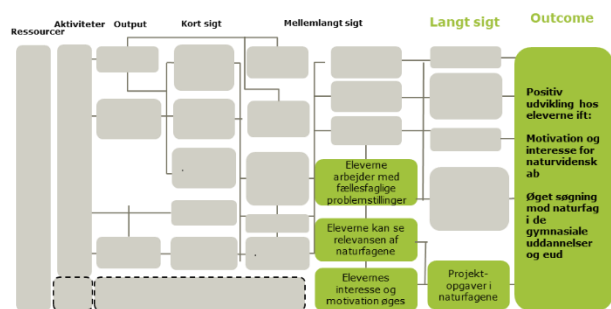 Ressourcer
Aktiviteter
Output
Kort sigt
Mellemlangt sigt
Langt sigt
Outcome
Eleverne
arbejder med
fællesfaglige
problemstillinger
Eleverne kan se
relevansen af
naturfagene
Elevernes
interesse og
motivation øges
Projekt-
opgaver i
naturfagene
Positiv
udvikling hos
eleverne ift:
Motivation og
interesse for
naturvidensk
ab
Øget søgning
mod naturfag
i de
gymnasiale
uddannelser
og eud